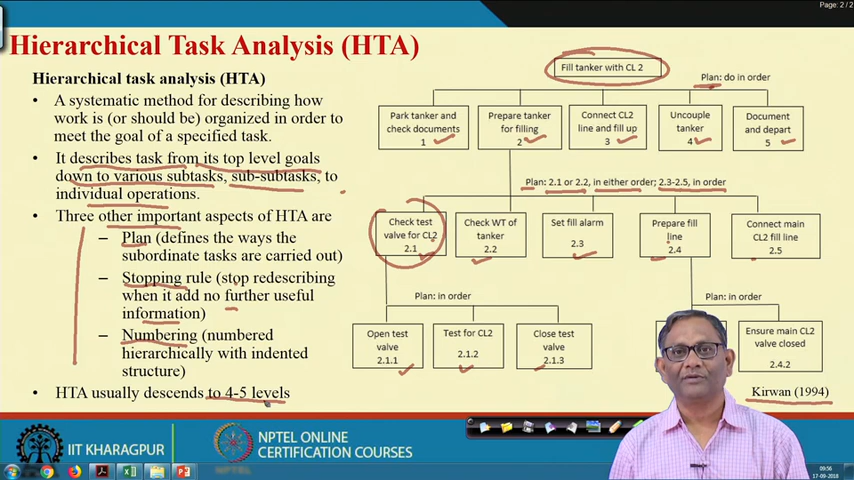 Page: 2 / 2
Hierarchical Task Analysis (HTA)
Hierarchical task analysis (HTA)
• A systematic method for describing how
work is (or should be) organized in order to
meet the goal of a specified task.
• It describes task from its top level goals
down to various subtasks, sub-subtasks, to
individual operations.
• Three other important aspects of HTA are
– Plan (defines the ways the
subordinate tasks are carried out)
– Stopping rule (stop redescribing
when it add no further useful
information)
– Numbering (numbered
hierarchically with indented
structure)
• HTA usually descends to 4-5 levels
Fill tanker with CL 2
Plan: do in order
Park tanker and
check documents
1
Prepare tanker
for filling
2
Connect CL2
line and fill up
3
Uncouple
tanker
4
Document
and depart
5
Plan: 2.1 or 2.2, in either order; 2.3-2.5, in order
Check test
valve for CL2
2.1
Check WT of
tanker
2.2
Set fill alarm
2.3
Prepare fill
line
2.4
Connect main
CL2 fill line
2.5
Plan: in order
Plan: in order
Open test
valve
2.1.1
Test for CL2
2.1.2
Close test
valve
2.1.3
Ensure main CL2
valve closed
2.4.2
Kirwan (1994)
IIT KHARAGPUR
NPTEL ONLINE
CERTIFICATION COURSES
NPTEL
09:56
17-09-2018